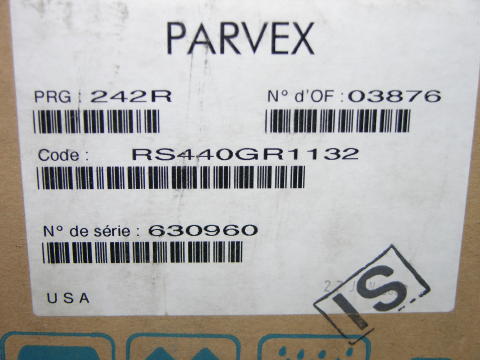 PARVEX
PRG : 242R N° d'OF : 03876
Code : RS440GR1132
N° de série : 630960
USA
IS